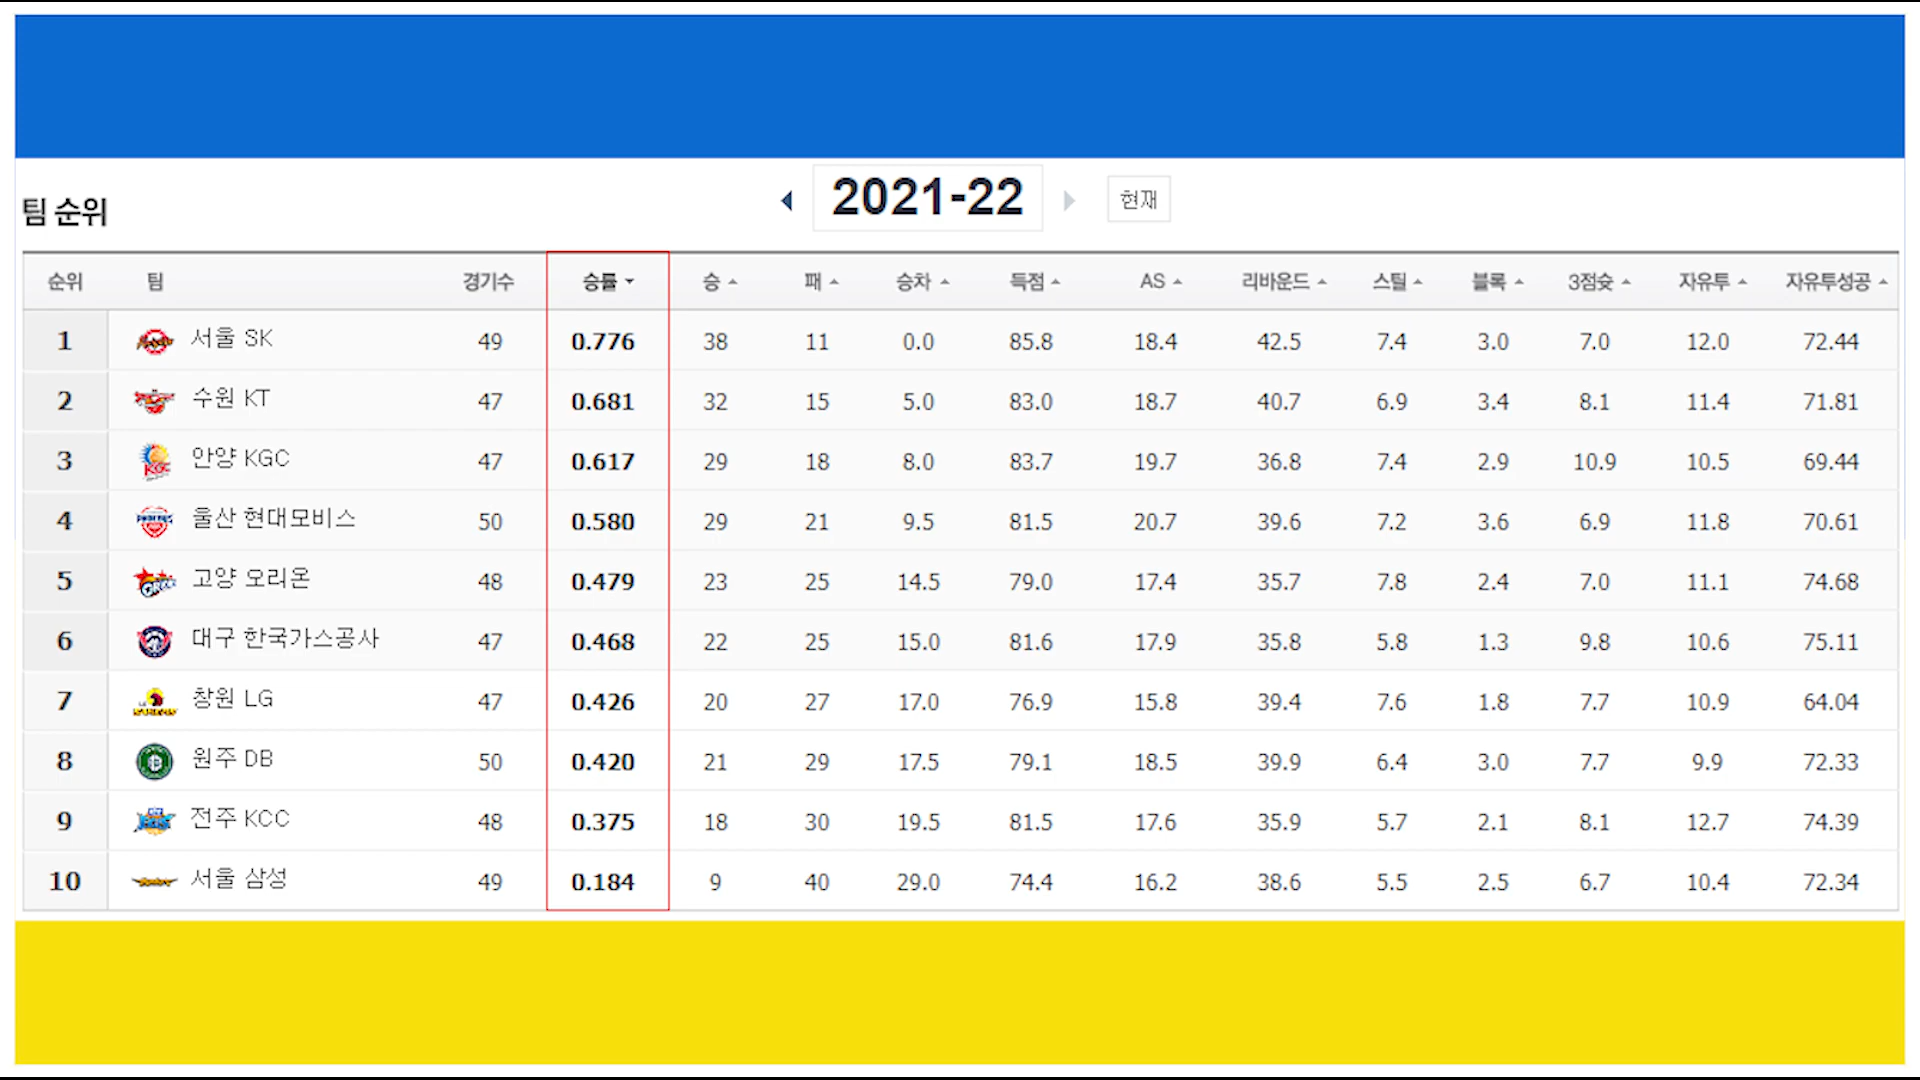 2021-22
현재
팀 순위
순위 팀 경기수 승률 승 패 승차 득점 AS 리바운드 스틸 블록 3점슛 자유투 자유투성공
1 서울 SK 49 0.776 38 11 0.0 85.8 18.4 42.5 7.4 3.0 7.0 12.0 72.44
2 수원 KT 47 0.681 32 15 5.0 83.0 18.7 40.7 6.9 3.4 8.1 11.4 71.81
3 안양 KGC 47 0.617 29 18 8.0 83.7 19.7 36.8 7.4 2.9 10.9 10.5 69.44
4 울산 현대모비스 50 0.580 29 21 9.5 81.5 20.7 39.6 7.2 3.6 6.9 11.8 70.61
5 고양 오리온 48 0.479 23 25 14.5 79.0 17.4 35.7 7.8 2.4 7.0 11.1 74.68
6 대구 한국가스공사 47 0.468 22 25 15.0 81.6 17.9 35.8 5.8 1.3 9.8 10.6 75.11
7 창원 LG 47 0.426 20 27 17.0 76.9 15.8 39.4 7.6 1.8 7.7 10.9 64.04
8 원주 DB 50 0.420 21 29 17.5 79.1 18.5 39.9 6.4 3.0 7.7 9.9 72.33
9 전주 KCC 48 0.375 18 30 19.5 81.5 17.6 35.9 5.7 2.1 8.1 12.7 74.39
10 서울 삼성 49 0.184 9 40 29.0 74.4 16.2 38.6 5.5 2.5 6.7 10.4 72.34